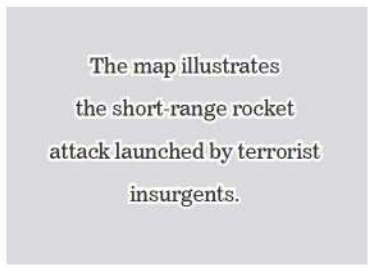 The map illustrates
the short-range rocket
attack launched by terrorist
insurgents.